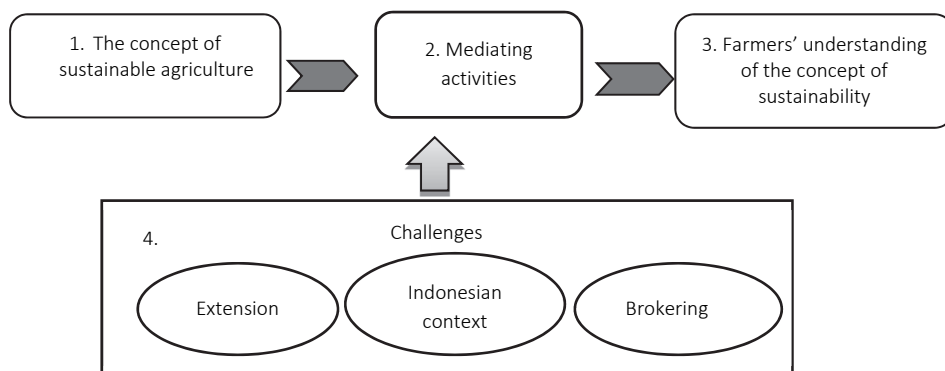 1. The concept of
sustainable agriculture
2. Mediating
activities
3. Farmers’ understanding
of the concept of
sustainability
4.
Challenges
Extension
Indonesian
context
Brokering